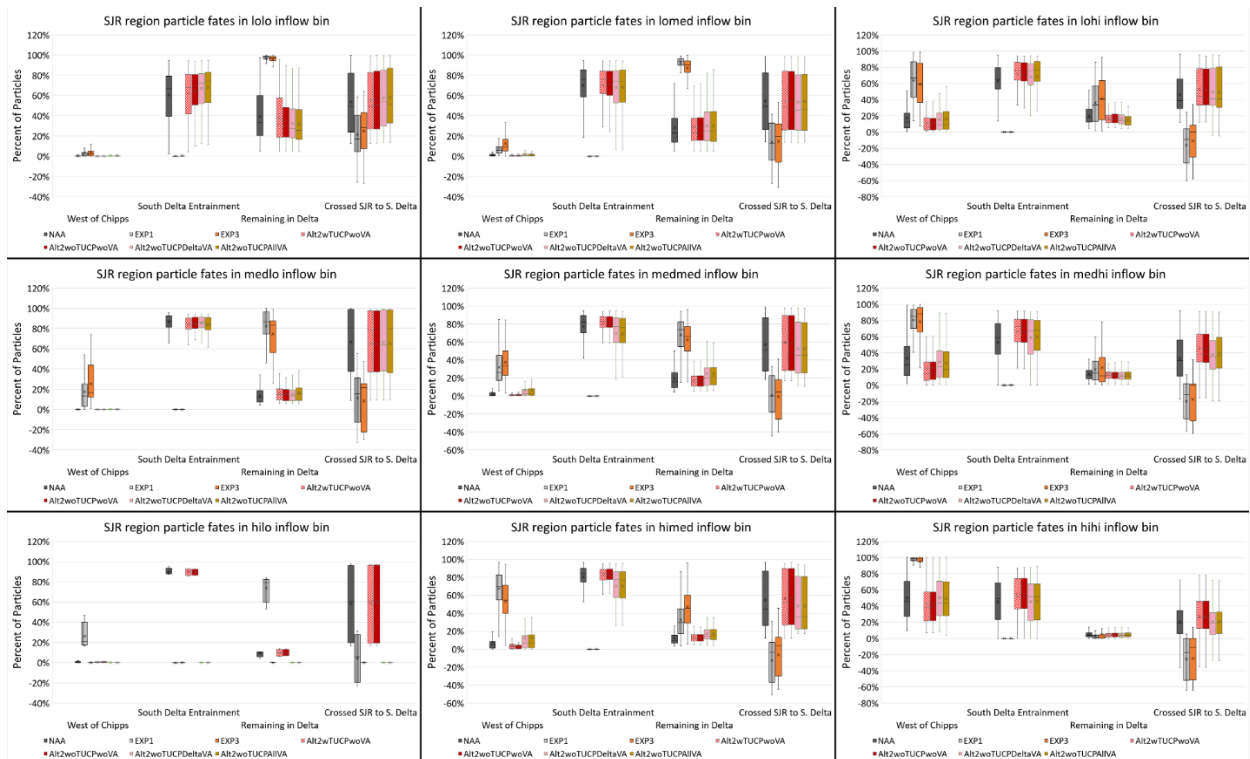 SJR region particle fates in lolo inflow bin
Percent of Particles
120%
100%
80%
60%
40%
20%
0%
-20%
-40%
West of Chipps South Delta Entrainment Remaining in Delta Crossed SJR to S. Delta
NAA EXP1 EXP3 Alt2wTUCPwoVA
Alt2woTUCPwoVA Alt2woTUCPDeltaVA Alt2woTUCPAllVA
SJR region particle fates in lomed inflow bin
Percent of Particles
120%
100%
80%
60%
40%
20%
0%
-20%
-40%
West of Chipps South Delta Entrainment Remaining in Delta Crossed SJR to S. Delta
NAA EXP1 EXP3 Alt2wTUCPwoVA
Alt2woTUCPwoVA Alt2woTUCPDeltaVA Alt2woTUCPAllVA
SJR region particle fates in lohi inflow bin
Percent of Particles
120%
100%
80%
60%
40%
20%
0%
-20%
-40%
-60%
-80%
West of Chipps South Delta Entrainment Remaining in Delta Crossed SJR to S. Delta
NAA EXP1 EXP3 Alt2wTUCPwoVA
Alt2woTUCPwoVA Alt2woTUCPDeltaVA Alt2woTUCPAllVA
SJR region particle fates in medlo inflow bin
Percent of Particles
120%
100%
80%
60%
40%
20%
0%
-20%
-40%
West of Chipps South Delta Entrainment Remaining in Delta Crossed SJR to S. Delta
NAA EXP1 EXP3 Alt2wTUCPwoVA
Alt2woTUCPwoVA Alt2woTUCPDeltaVA Alt2woTUCPAllVA
SJR region particle fates in medmed inflow bin
Percent of Particles
120%
100%
80%
60%
40%
20%
0%
-20%
-40%
-60%
West of Chipps South Delta Entrainment Remaining in Delta Crossed SJR to S. Delta
NAA EXP1 EXP3 Alt2wTUCPwoVA
Alt2woTUCPwoVA Alt2woTUCPDeltaVA Alt2woTUCPAllVA
SJR region particle fates in medhi inflow bin
Percent of Particles
120%
100%
80%
60%
40%
20%
0%
-20%
-40%
-60%
-80%
West of Chipps South Delta Entrainment Remaining in Delta Crossed SJR to S. Delta
NAA EXP1 EXP3 Alt2wTUCPwoVA
Alt2woTUCPwoVA Alt2woTUCPDeltaVA Alt2woTUCPAllVA
SJR region particle fates in hilo inflow bin
Percent of Particles
120%
100%
80%
60%
40%
20%
0%
-20%
-40%
West of Chipps South Delta Entrainment Remaining in Delta Crossed SJR to S. Delta
NAA EXP1 EXP3 Alt2wTUCPwoVA
Alt2woTUCPwoVA Alt2woTUCPDeltaVA Alt2woTUCPAllVA
SJR region particle fates in himed inflow bin
Percent of Particles
120%
100%
80%
60%
40%
20%
0%
-20%
-40%
-60%
West of Chipps South Delta Entrainment Remaining in Delta Crossed SJR to S. Delta
NAA EXP1 EXP3 Alt2wTUCPwoVA
Alt2woTUCPwoVA Alt2woTUCPDeltaVA Alt2woTUCPAllVA
SJR region particle fates in hihi inflow bin
Percent of Particles
120%
100%
80%
60%
40%
20%
0%
-20%
-40%
-60%
-80%
West of Chipps South Delta Entrainment Remaining in Delta Crossed SJR to S. Delta
NAA EXP1 EXP3 Alt2wTUCPwoVA
Alt2woTUCPwoVA Alt2woTUCPDeltaVA Alt2woTUCPAllVA